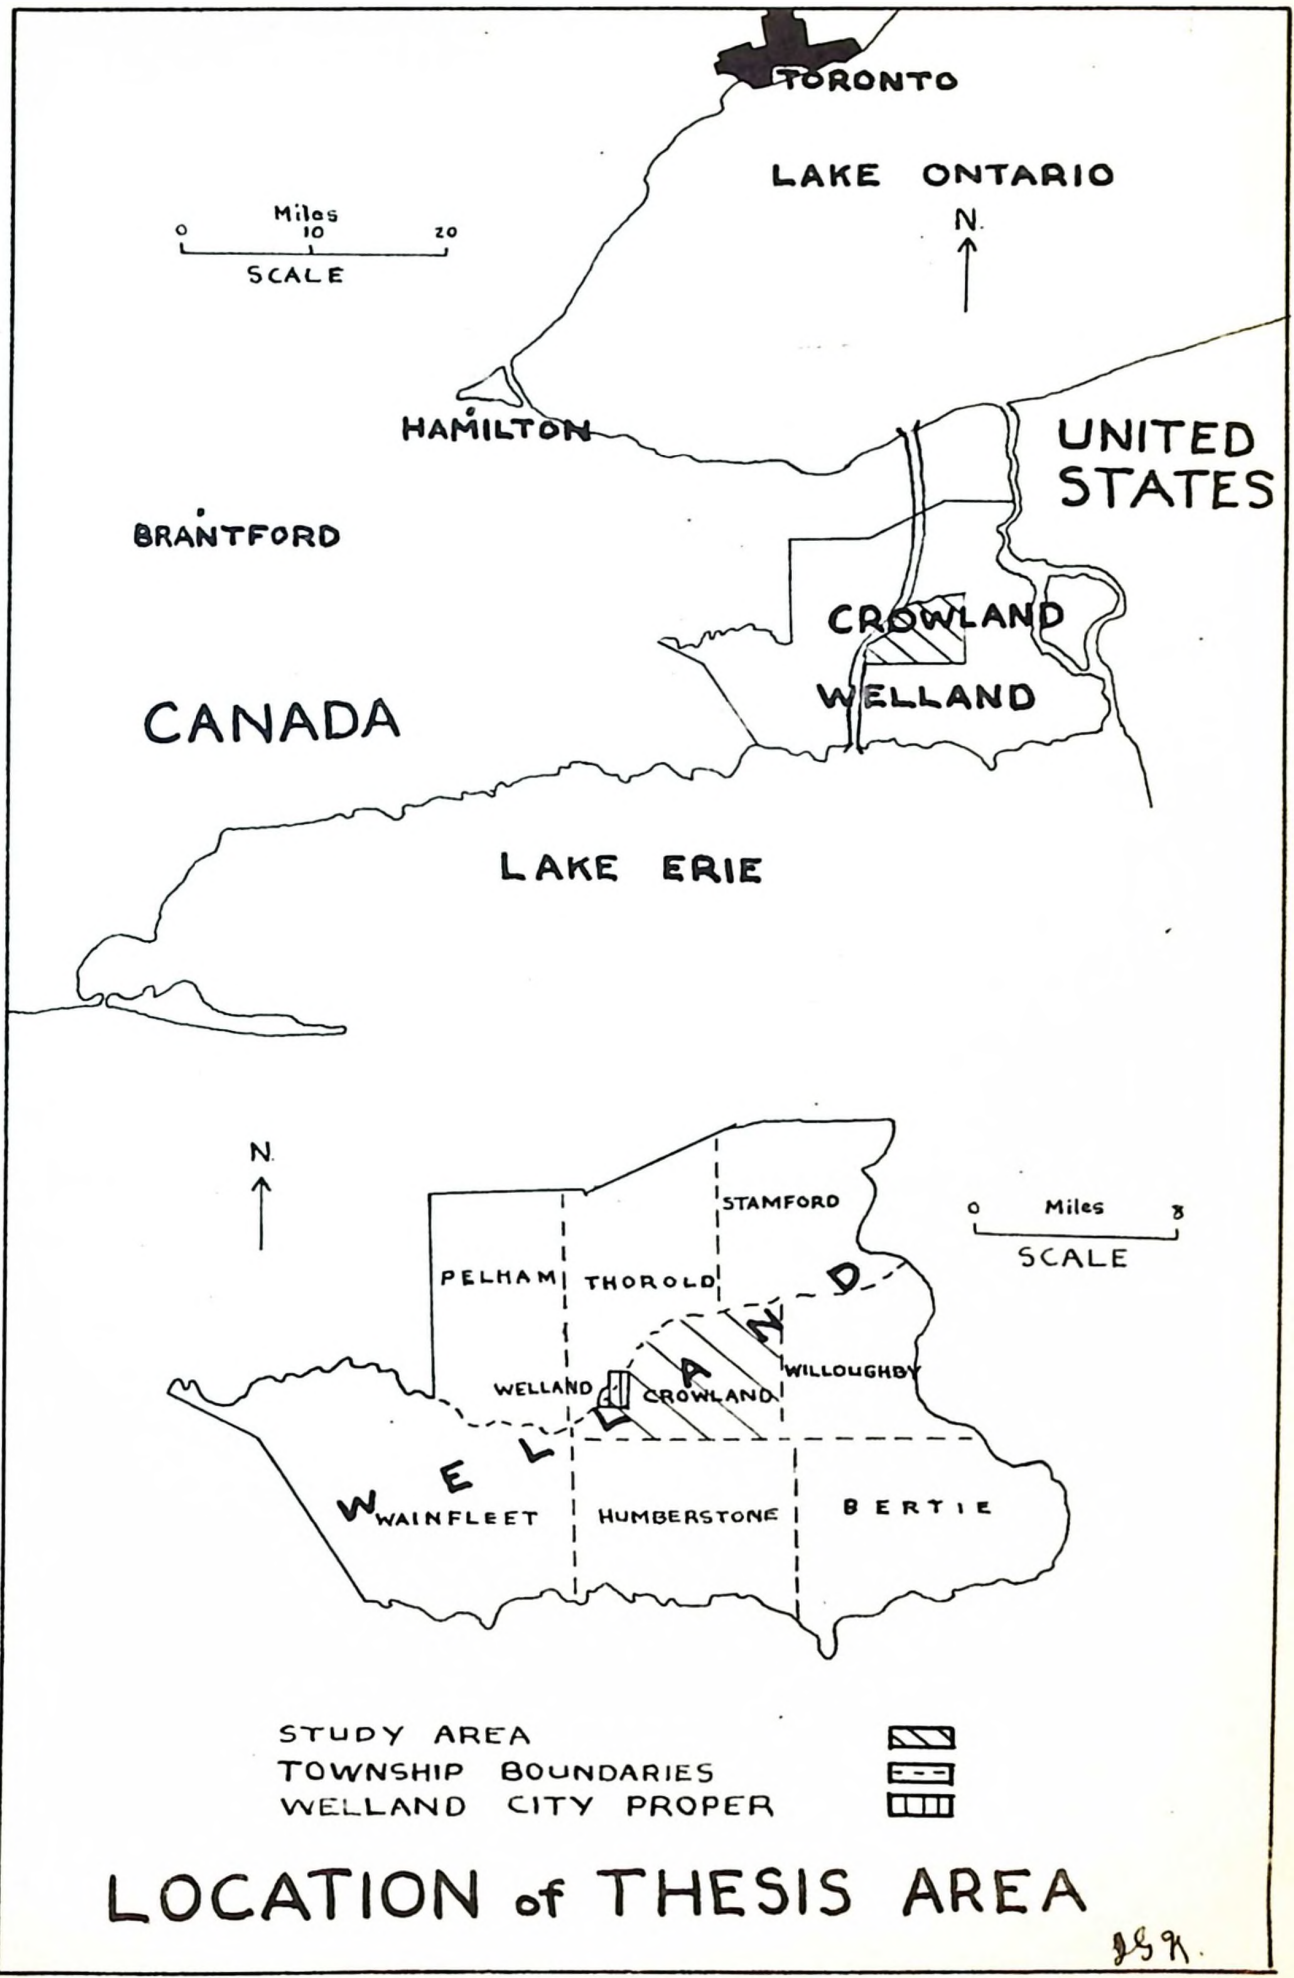 TORONTO
LAKE ONTARIO
N.
Miles
0 10 20
SCALE
HAMILTON
UNITED
STATES
BRANTFORD
CROWLAND
WELLAND
CANADA
LAKE ERIE
N.
STAMFORD
0 Miles 8
SCALE
PELHAM
THOROLD
WELLAND
CROWLAND
WILLOUGHBY
WELLAND
WAINFLEET
HUMBERSTONE
BERTIE
STUDY AREA
TOWNSHIP BOUNDARIES
WELLAND CITY PROPER
LOCATION of THESIS AREA